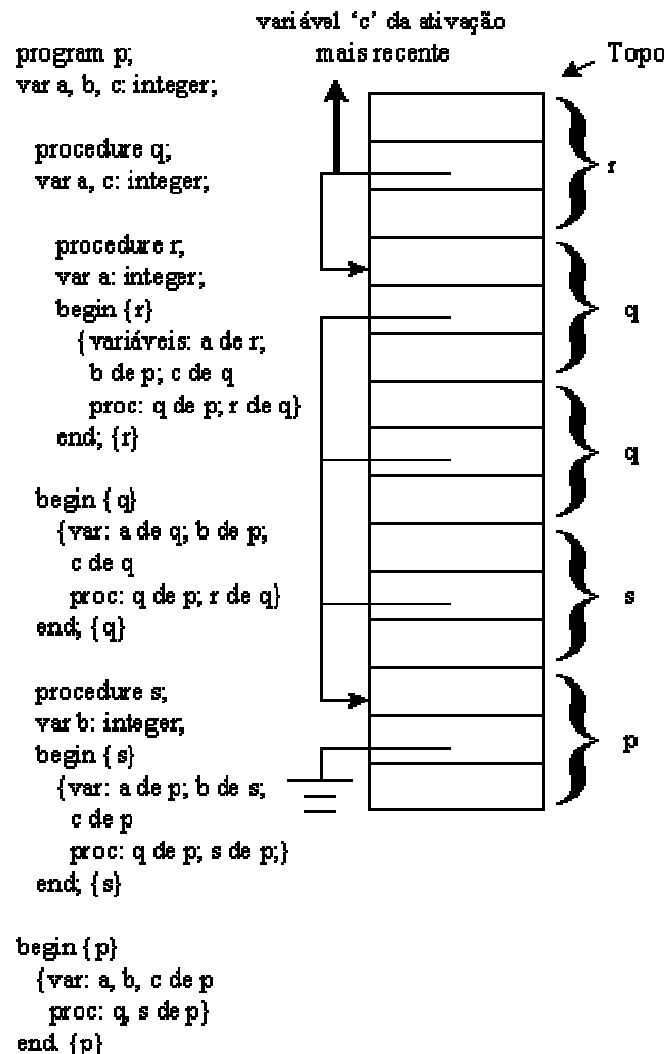 variável 'c' da ativação
mais recente
Topo
program p;
var a, b, c: integer;
procedure q;
var a, c: integer;
procedure r;
var a: integer;
begin {r}
{variáveis: a de r;
b de p; c de q
proc: q de p; r de q}
end; {r}
begin { q}
{var: a de q; b de p;
c de q
proc: q de p; r de q}
end; {q}
procedure s;
var b: integer;
begin { s}
{var: a de p; b de s;
c de p
proc: q de p; s de p;}
end; {s}
begin {p}
{var: a, b, c de p
proc: q, s de p}
end. {p}
r
q
q
s
p